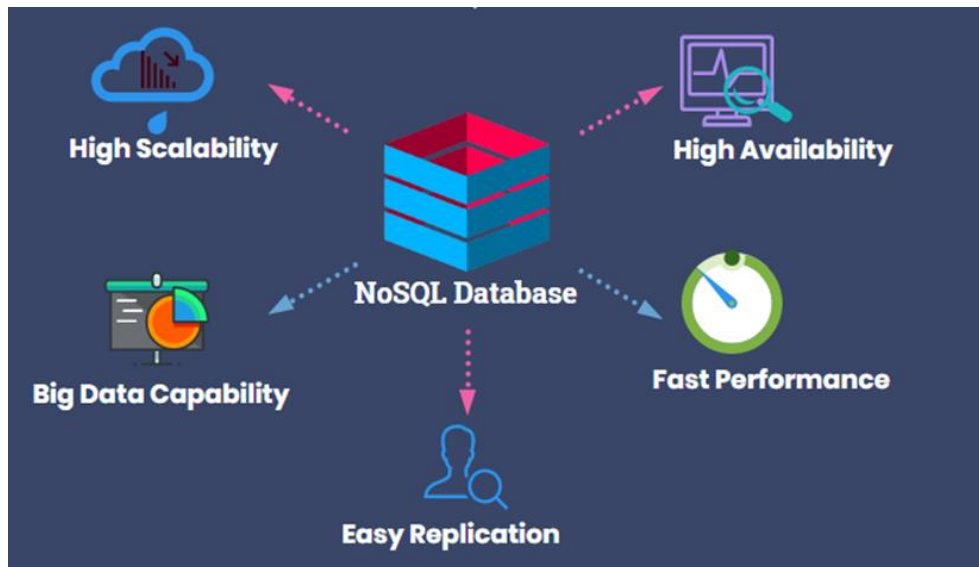 High Scalability
High Availability
NoSQL Database
Big Data Capability
Fast Performance
Easy Replication